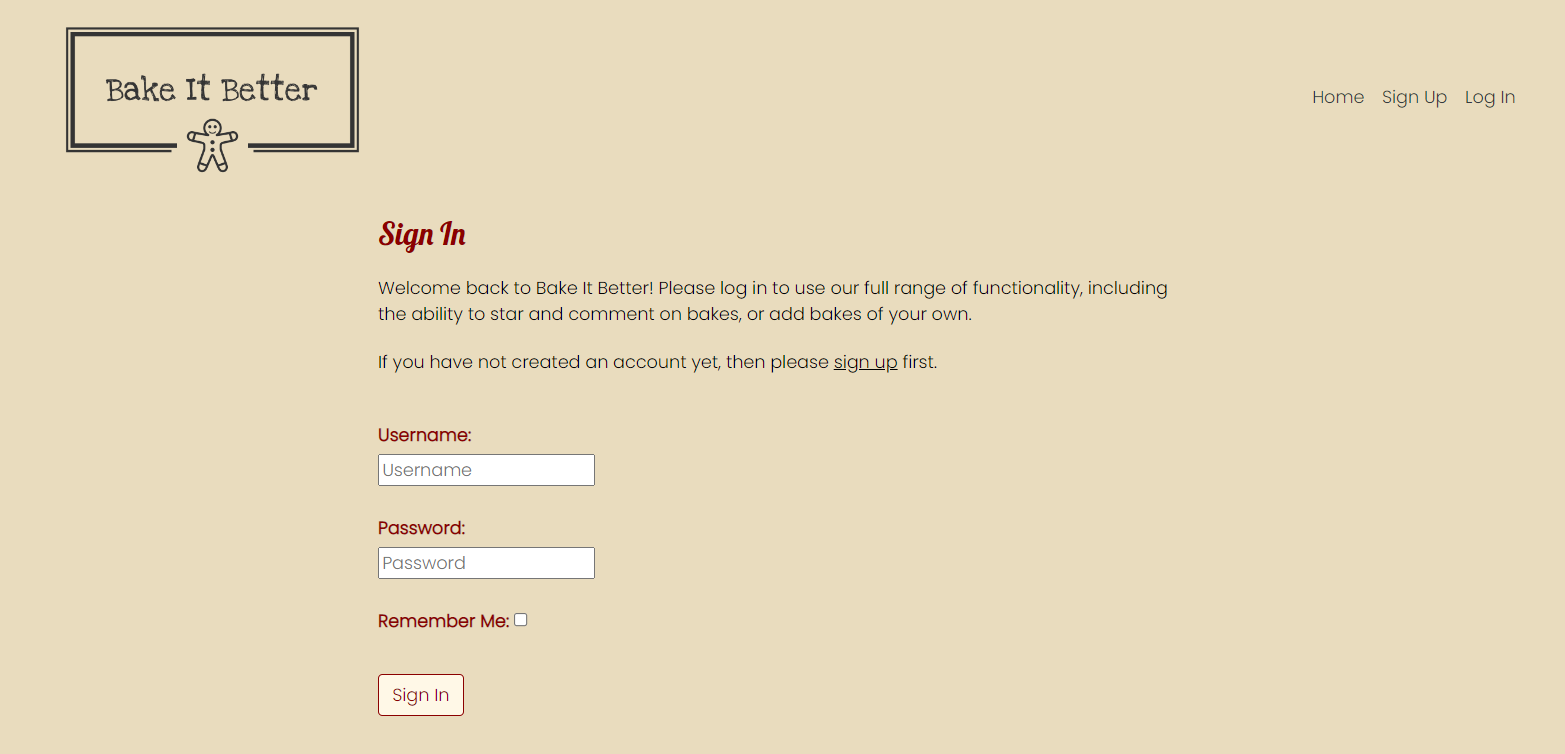 Bake It Better
Home Sign Up Log In
Sign In
Welcome back to Bake It Better! Please log in to use our full range of functionality, including
the ability to star and comment on bakes, or add bakes of your own.
If you have not created an account yet, then please sign up first.
Username:
Username
Password:
Password
Remember Me:
Sign In